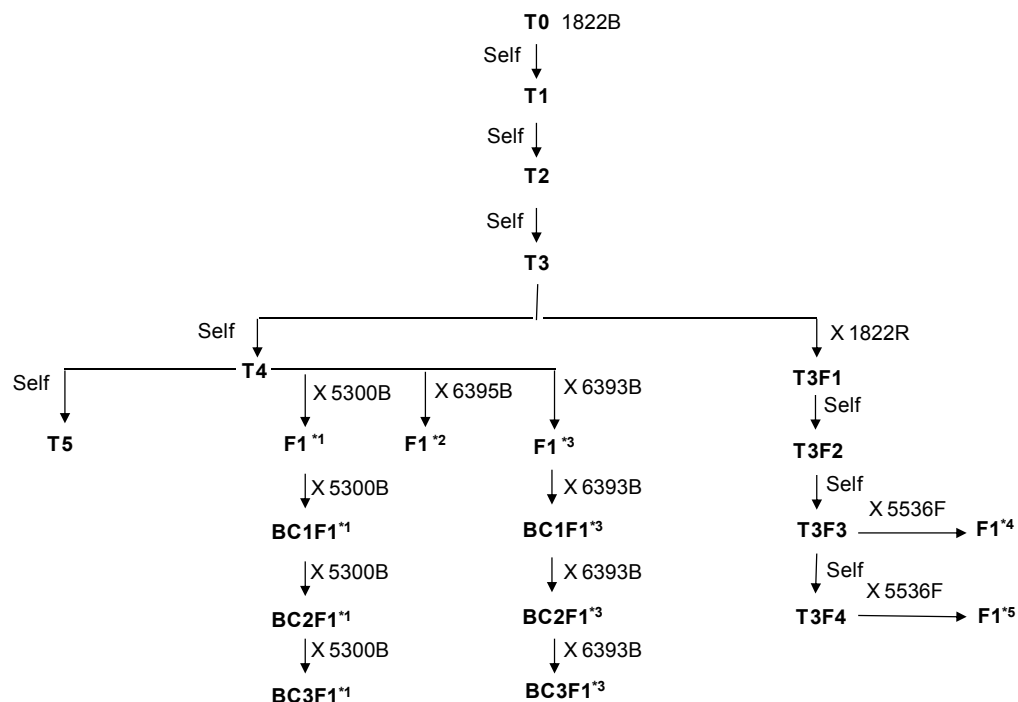 T0 1822B
Self
T1
Self
T2
Self
T3
Self
X 1822R
T4
T3F1
Self
X 5300B
X 6395B
X 6393B
Self
T5
F1*1
F1*2
F1*3
T3F2
X 5300B
X 6393B
Self
X 5536F
BC1F1*1
BC1F1*3
T3F3
F1*4
X 5300B
X 6393B
Self
X 5536F
BC2F1*1
BC2F1*3
T3F4
F1*5
X 5300B
X 6393B
BC3F1*1
BC3F1*3